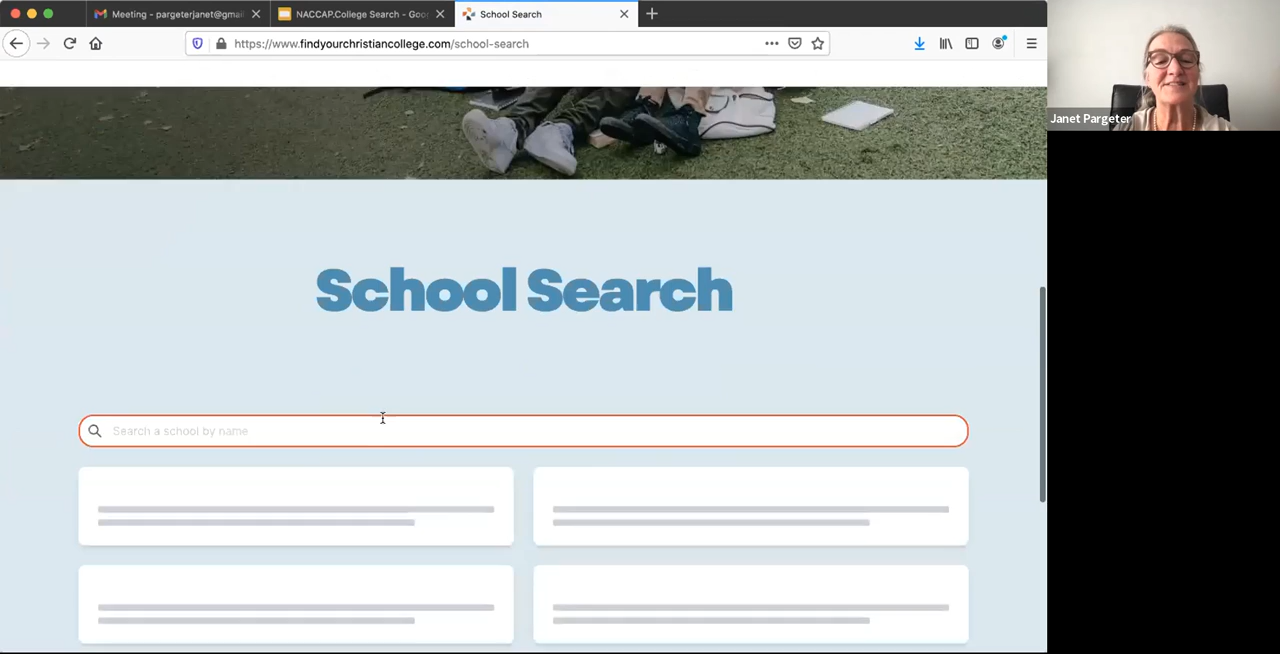 Meeting - pargeterjanet@gmai
NACCAP.College Search - Goo
School Search
https://www.findyourchristiancollege.com/school-search
Janet Pargeter
School Search
Search a school by name